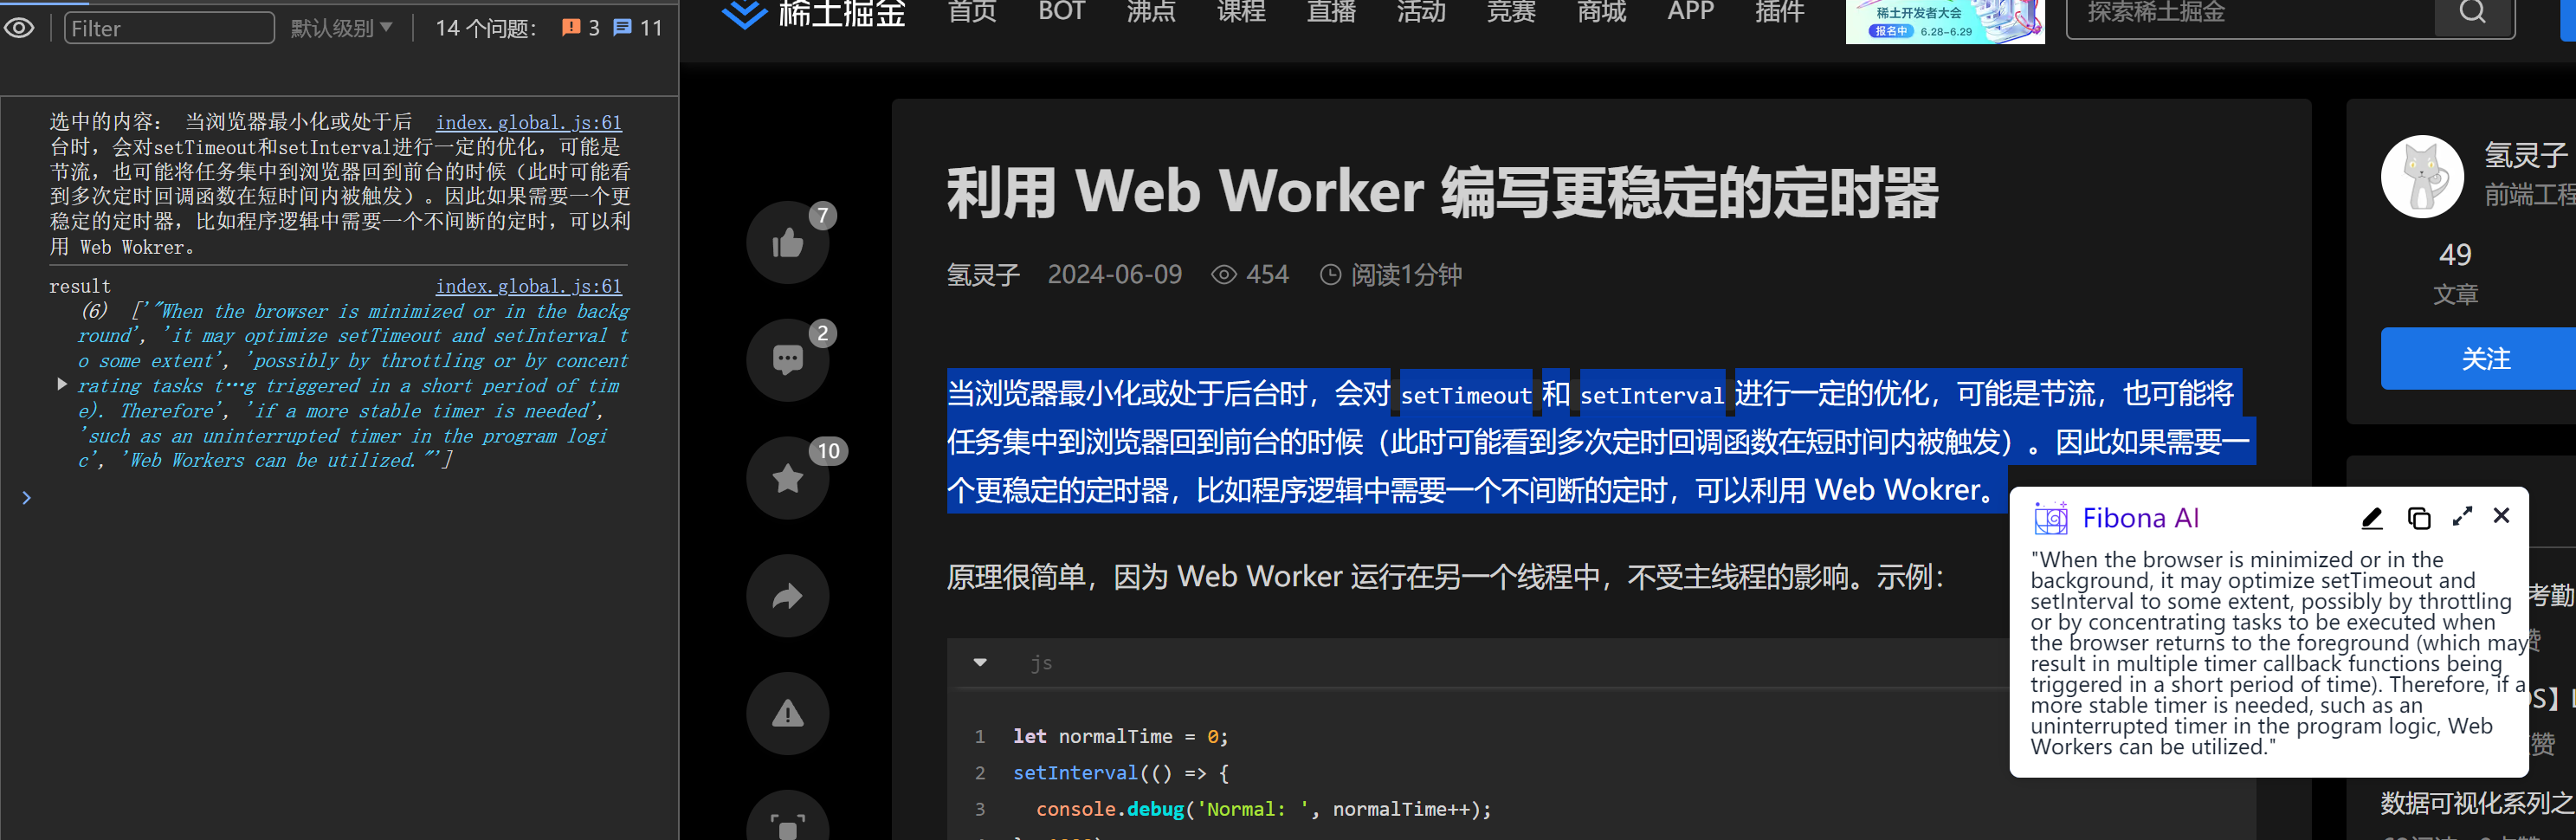 Filter
默认级别
14 个问题：
3
11
选中的内容： 当浏览器最小化或处于后 index.global.js:61
台时，会对setTimeout和setInterval进行一定的优化，可能是
节流，也可能将任务集中到浏览器回到前台的时候（此时可能看
到多次定时回调函数在短时间内被触发）。因此如果需要一个更
稳定的定时器，比如程序逻辑中需要一个不间断的定时，可以利
用 Web Wokrer。
result index.global.js:61
(6) ['"When the browser is minimized or in the backg
round', 'it may optimize setTimeout and setInterval t
o some extent', 'possibly by throttling or by concent
rating tasks t…g triggered in a short period of tim
e). Therefore', 'if a more stable timer is needed',
'such as an uninterrupted timer in the program logi
c', 'Web Workers can be utilized."']
稀土掘金
首页 BOT 沸点 课程 直播 活动 竞赛 商城 APP 插件
稀土开发者大会
报名中 6.28-6.29
探索稀土掘金
利用 Web Worker 编写更稳定的定时器
氢灵子 2024-06-09 454 阅读1分钟
7
2
10
当浏览器最小化或处于后台时，会对 setTimeout 和 setInterval 进行一定的优化，可能是节流，也可能将
任务集中到浏览器回到前台的时候（此时可能看到多次定时回调函数在短时间内被触发）。因此如果需要一
个更稳定的定时器，比如程序逻辑中需要一个不间断的定时，可以利用 Web Wokrer。
原理很简单，因为 Web Worker 运行在另一个线程中，不受主线程的影响。示例：
js
1 let normalTime = 0;
2 setInterval(() => {
3 console.debug('Normal: ', normalTime++);
氢灵子
前端工程
49
文章
关注
Fibona AI
"When the browser is minimized or in the
background, it may optimize setTimeout and
setInterval to some extent, possibly by throttling
or by concentrating tasks to be executed when
the browser returns to the foreground (which may
result in multiple timer callback functions being
triggered in a short period of time). Therefore, if a
more stable timer is needed, such as an
uninterrupted timer in the program logic, Web
Workers can be utilized."
考勤
赞
赞
数据可视化系列之